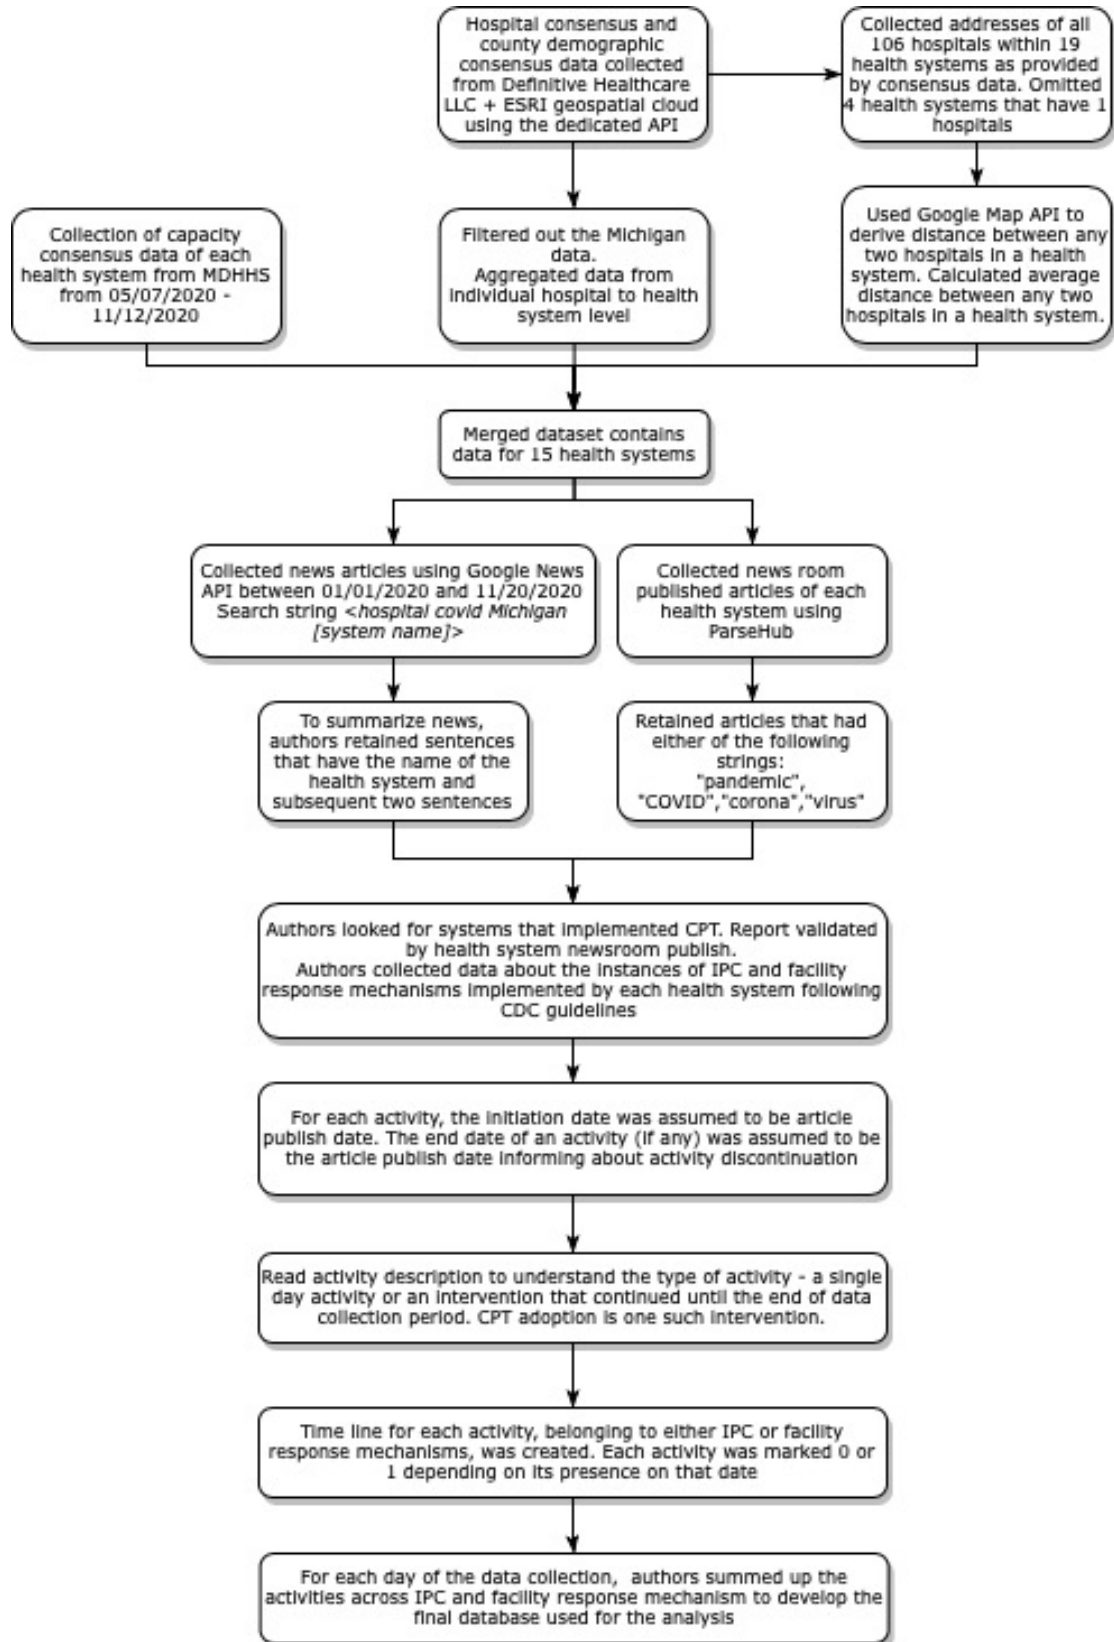 Hospital consensus and
county demographic
consensus data collected
from Definitive Healthcare
LLC + ESRI geospatial cloud
using the dedicated API
Collected addresses of all
106 hospitals within 19
health systems as provided
by consensus data. Omitted
4 health systems that have 1
hospitals
Collection of capacity
consensus data of each
health system from MDHHS
from 05/07/2020 -
11/12/2020
Filtered out the Michigan
data.
Aggregated data from
individual hospital to health
system level
Used Google Map API to
derive distance between any
two hospitals in a health
system. Calculated average
distance between any two
hospitals in a health system.
Merged dataset contains
data for 15 health systems
Collected news articles using Google News
API between 01/01/2020 and 11/20/2020
Search string <hospital covid Michigan
[system name]>
Collected news room
published articles of each
health system using
ParseHub
To summarize news,
authors retained sentences
that have the name of the
health system and
subsequent two sentences
Retained articles that had
either of the following
strings:
"pandemic",
"COVID","corona","virus"
Authors looked for systems that implemented CPT. Report validated
by health system newsroom publish.
Authors collected data about the instances of IPC and facility
response mechanisms implemented by each health system following
CDC guidelines
For each activity, the initiation date was assumed to be article
publish date. The end date of an activity (if any) was assumed to be
the article publish date informing about activity discontinuation
Read activity description to understand the type of activity - a single
day activity or an intervention that continued until the end of data
collection period. CPT adoption is one such intervention.
Time line for each activity, belonging to either IPC or facility
response mechanisms, was created. Each activity was marked 0 or
1 depending on its presence on that date
For each day of the data collection, authors summed up the
activities across IPC and facility response mechanism to develop the
final database used for the analysis